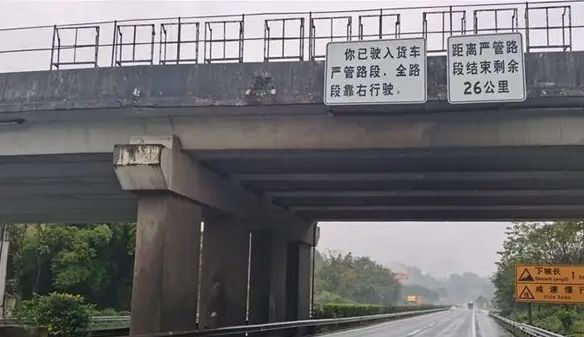 你已驶入货车
严管路段,全路
段靠右行驶。
距离严管路
段结束剩余
26公里
下坡长
减速慢行